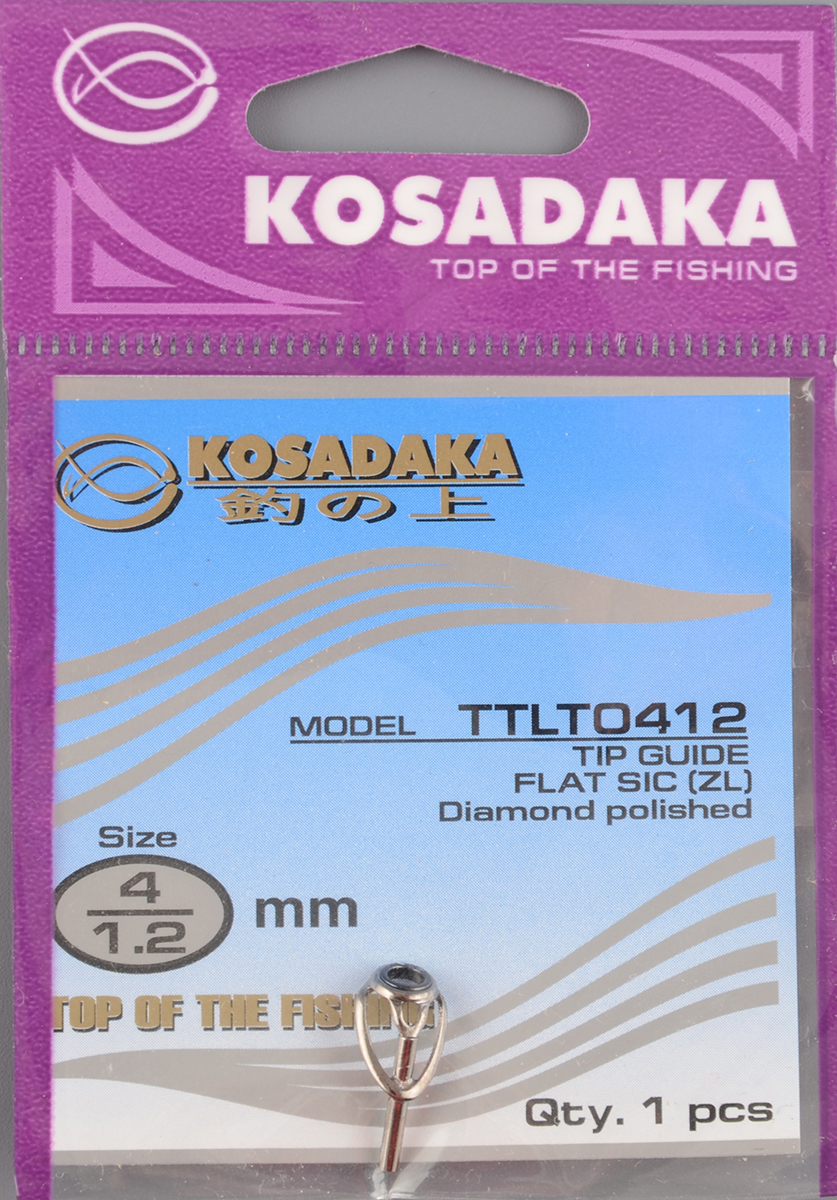 KOSADAKA
TOP OF THE FISHING
KOSADAKA
釣の上
MODEL TTLT0412
TIP GUIDE
FLAT SIC (ZL)
Diamond polished
Size
4
1.2
mm
TOP OF THE FISHING
Qty. 1 pcs